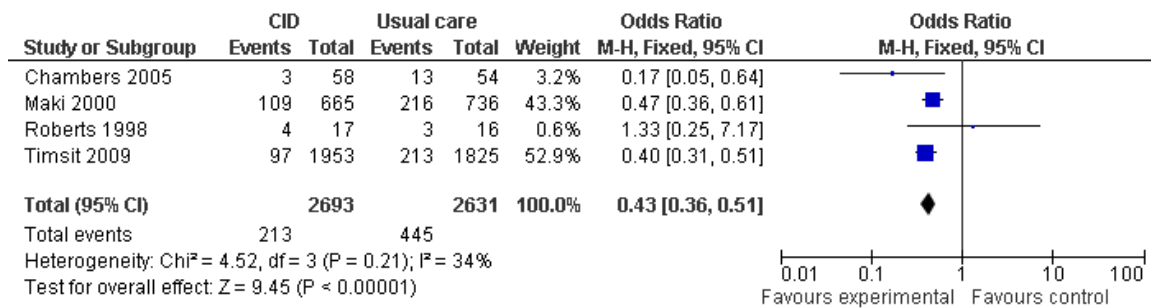 CID Usual care Odds Ratio Odds Ratio
Study or Subgroup Events Total Events Total Weight M-H, Fixed, 95% CI M-H, Fixed, 95% CI
Chambers 2005 3 58 13 54 3.2% 0.17 [0.05, 0.64]
Maki 2000 109 665 216 736 43.3% 0.47 [0.36, 0.61]
Roberts 1998 4 17 3 16 0.6% 1.33 [0.25, 7.17]
Timsit 2009 97 1953 213 1825 52.9% 0.40 [0.31, 0.51]
Total (95% CI) 2693 2631 100.0% 0.43 [0.36, 0.51]
Total events 213 445
Heterogeneity: Chi² = 4.52, df = 3 (P = 0.21); I² = 34%
Test for overall effect: Z = 9.45 (P < 0.00001)
0.01 0.1 1 10 100
Favours experimental Favours control